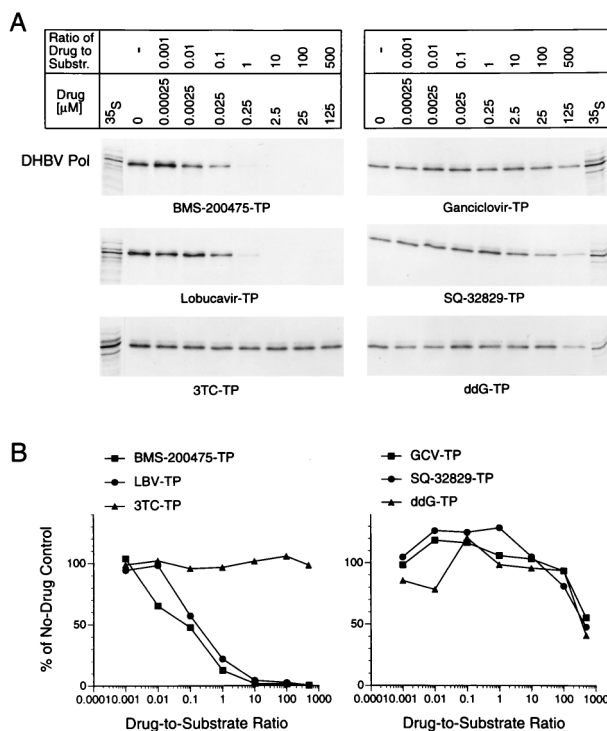 A
Ratio of
Drug to
Substr.
- 0.001 0.01 0.1 1 10 100 500
- 0.001 0.01 0.1 1 10 100 500
Drug
[μM]
35S 0 0.00025 0.0025 0.025 0.25 2.5 25 125
0 0.00025 0.0025 0.025 0.25 2.5 25 125 35S
DHBV Pol
BMS-200475-TP
Ganciclovir-TP
Lobucavir-TP
SQ-32829-TP
3TC-TP
ddG-TP
B
BMS-200475-TP
LBV-TP
3TC-TP
GCV-TP
SQ-32829-TP
ddG-TP
% of No-Drug Control
100
50
0
0.0001 0.001 0.01 0.1 1 10 100 1000
Drug-to-Substrate Ratio
100
50
0
0.0001 0.001 0.01 0.1 1 10 100 1000
Drug-to-Substrate Ratio